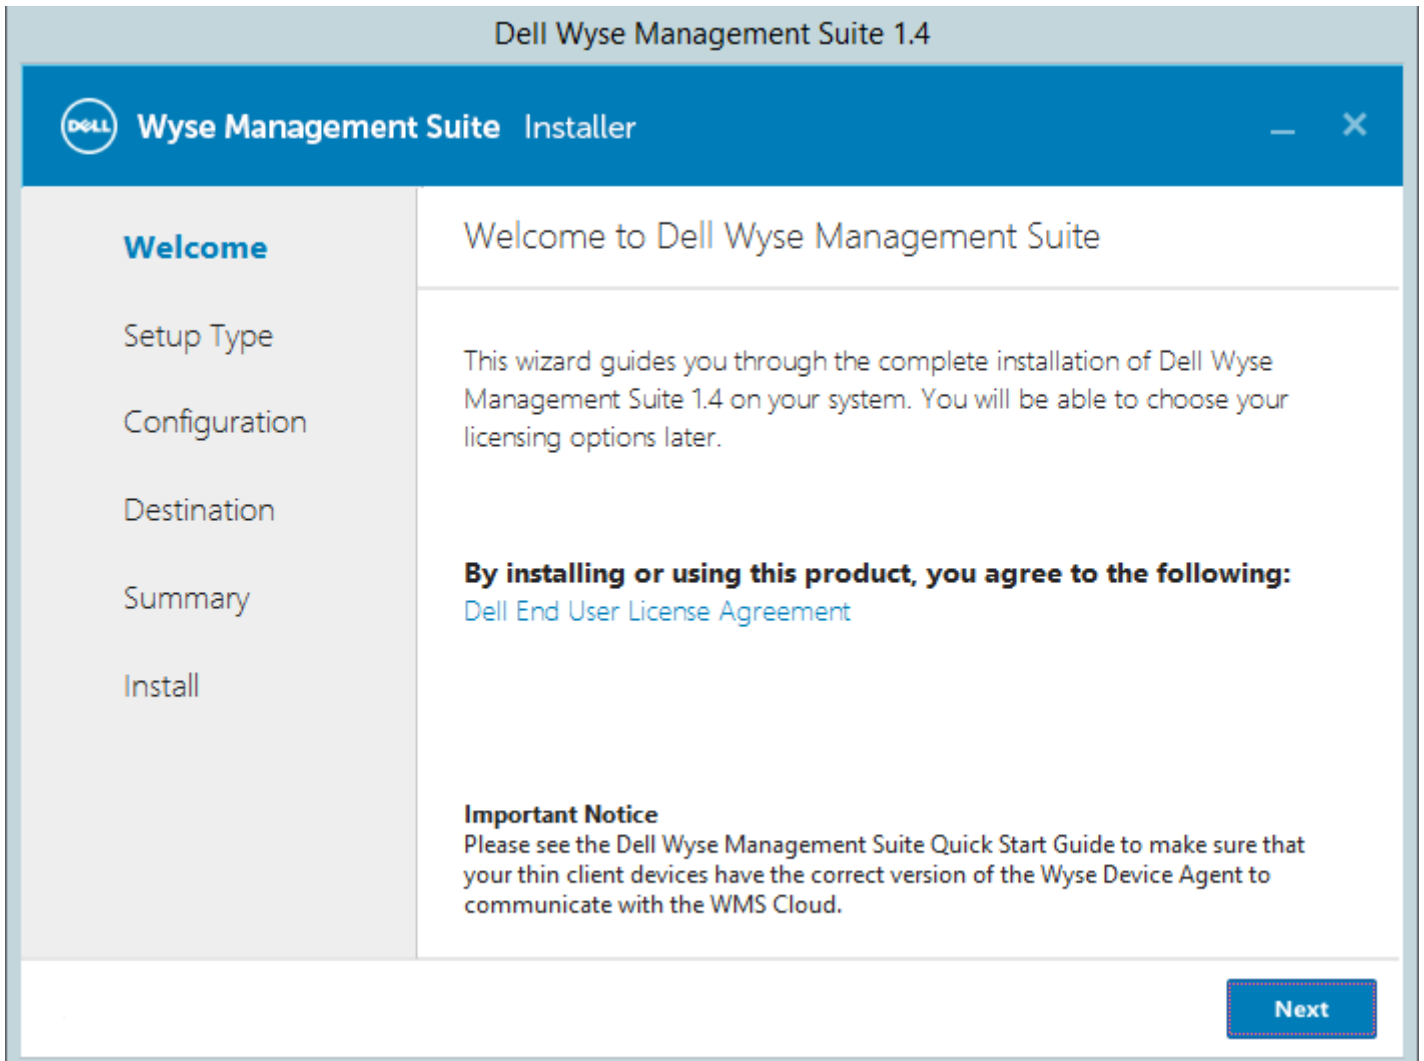 Dell Wyse Management Suite 1.4
DELL Wyse Management Suite Installer
Welcome
Setup Type
Configuration
Destination
Summary
Install
Welcome to Dell Wyse Management Suite
This wizard guides you through the complete installation of Dell Wyse
Management Suite 1.4 on your system. You will be able to choose your
licensing options later.
By installing or using this product, you agree to the following:
Dell End User License Agreement
Important Notice
Please see the Dell Wyse Management Suite Quick Start Guide to make sure that
your thin client devices have the correct version of the Wyse Device Agent to
communicate with the WMS Cloud.
Next